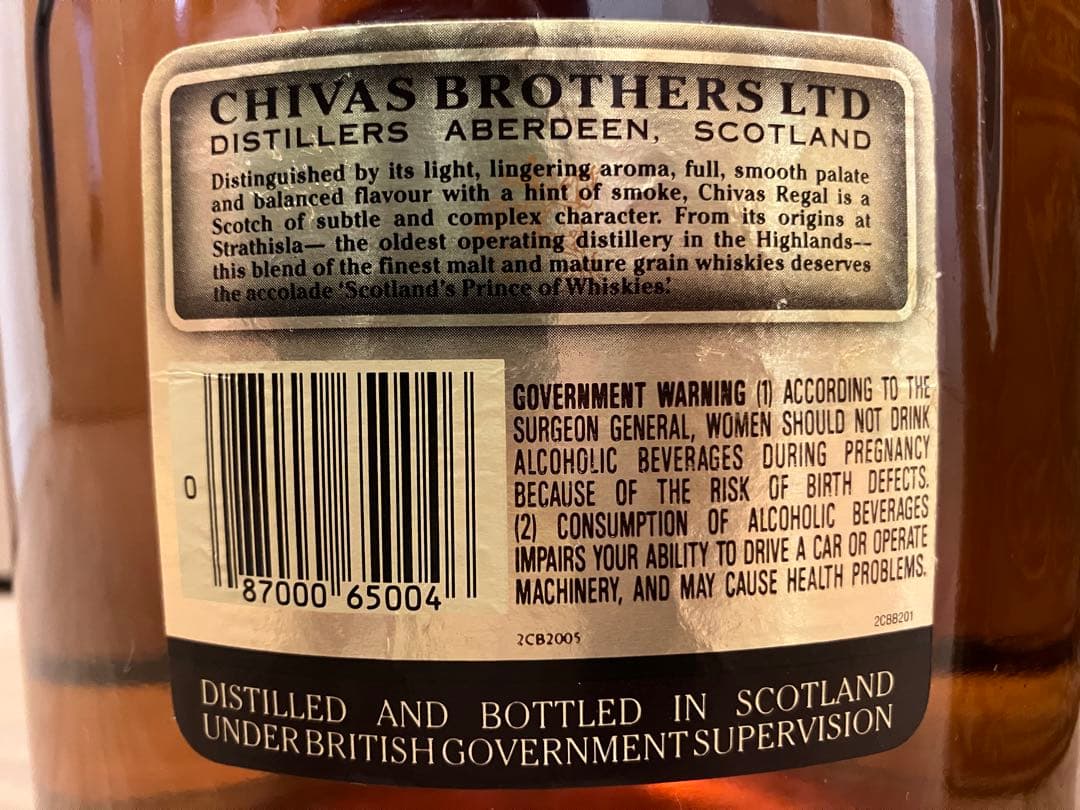 CHIVAS BROTHERS LTD
DISTILLERS ABERDEEN, SCOTLAND
Distinguished by its light, lingering aroma, full, smooth palate
and balanced flavour with a hint of smoke, Chivas Regal is a
Scotch of subtle and complex character. From its origins at
Strathisla— the oldest operating distillery in the Highlands--
this blend of the finest malt and mature grain whiskies deserves
the accolade 'Scotland's Prince of Whiskies.'
0 87000 65004
GOVERNMENT WARNING (1) ACCORDING TO THE
SURGEON GENERAL, WOMEN SHOULD NOT DRINK
ALCOHOLIC BEVERAGES DURING PREGNANCY
BECAUSE OF THE RISK OF BIRTH DEFECTS.
(2) CONSUMPTION OF ALCOHOLIC BEVERAGES
IMPAIRS YOUR ABILITY TO DRIVE A CAR OR OPERATE
MACHINERY, AND MAY CAUSE HEALTH PROBLEMS.
2CB2005
2CBB201
DISTILLED AND BOTTLED IN SCOTLAND
UNDER BRITISH GOVERNMENT SUPERVISION